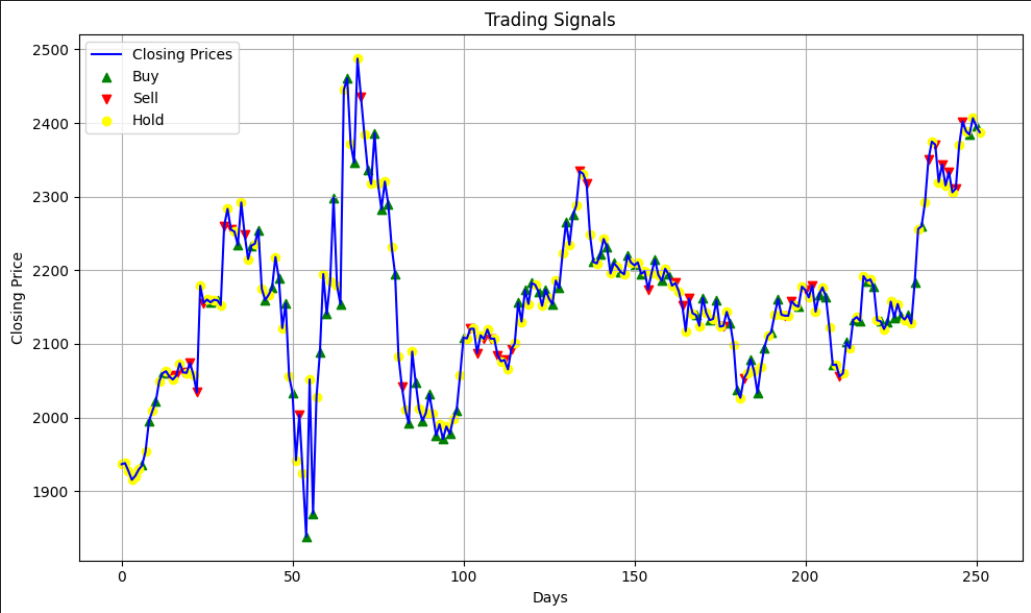 Trading Signals
Closing Prices
Buy
Sell
Hold
2500
2400
2300
2200
2100
2000
1900
Closing Price
0 50 100 150 200 250
Days